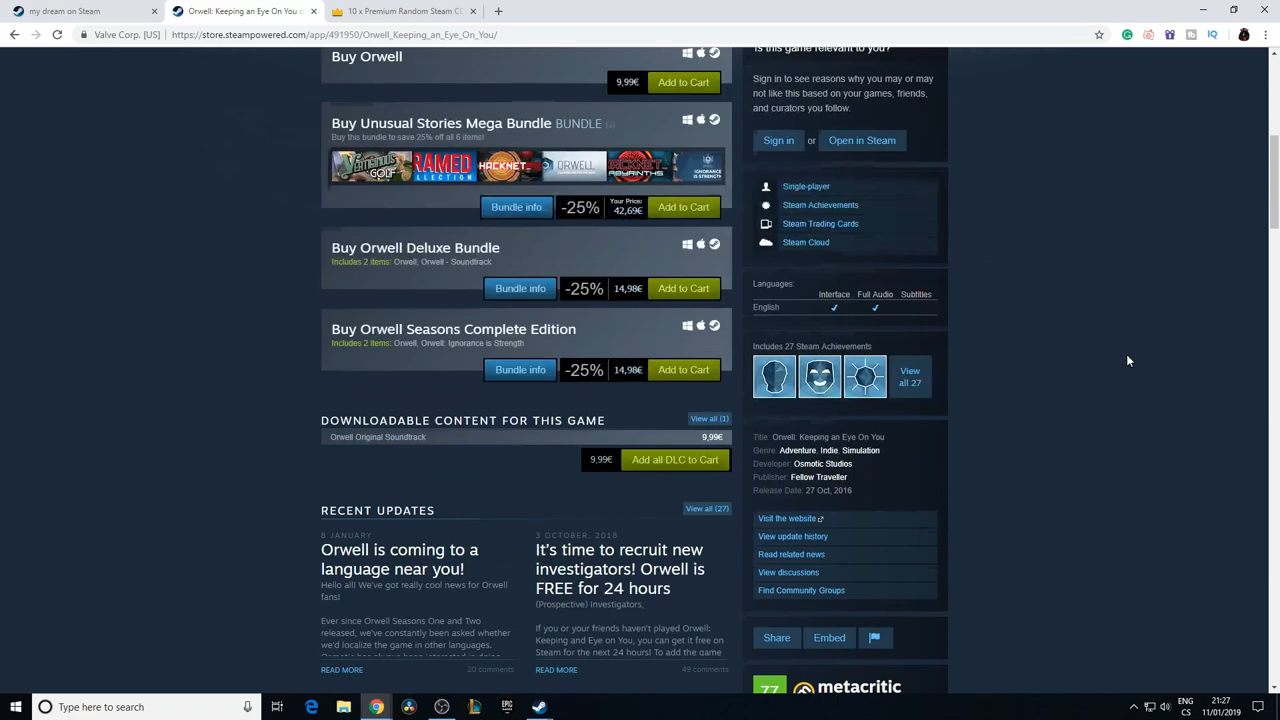 my dream on Steam
Orwell: Keeping an Eye On You o
10 x Premium Random Steam CD
Valve Corp. [US] https://store.steampowered.com/app/491950/Orwell_Keeping_an_Eye_On_You/
Buy Orwell
9,99€ Add to Cart
Buy Unusual Stories Mega Bundle BUNDLE (?)
Buy this bundle to save 25% off all 6 items!
GOLF
RAMED
LLECTION
HACKNET
ORWELL
HACKNET
LABYRINTHS
IGNORANCE
IS STRENGTH
Bundle info -25% Your Price: 42,69€ Add to Cart
Buy Orwell Deluxe Bundle
Includes 2 items: Orwell, Orwell - Soundtrack
Bundle info -25% 14,98€ Add to Cart
Buy Orwell Seasons Complete Edition
Includes 2 items: Orwell, Orwell: Ignorance is Strength
Bundle info -25% 14,98€ Add to Cart
DOWNLOADABLE CONTENT FOR THIS GAME View all (1)
Orwell Original Soundtrack 9,99€
9,99€ Add all DLC to Cart
RECENT UPDATES View all (27)
8 JANUARY
Orwell is coming to a
language near you!
Hello all! We've got really cool news for Orwell
fans!
Ever since Orwell Seasons One and Two
released, we've constantly been asked whether
we'd localize the game in other languages.
READ MORE 20 comments
3 OCTOBER, 2018
It's time to recruit new
investigators! Orwell is
FREE for 24 hours
(Prospective) Investigators,
If you or your friends haven't played Orwell:
Keeping and Eye on You, you can get it free on
Steam for the next 24 hours! To add the game
READ MORE 49 comments
Is this game relevant to you?
Sign in to see reasons why you may or may
not like this based on your games, friends,
and curators you follow.
Sign in or Open in Steam
Single-player
Steam Achievements
Steam Trading Cards
Steam Cloud
Languages:
Interface Full Audio Subtitles
English ✔ ✔
Includes 27 Steam Achievements
View
all 27
Title: Orwell: Keeping an Eye On You
Genre: Adventure, Indie, Simulation
Developer: Osmotic Studios
Publisher: Fellow Traveller
Release Date: 27 Oct, 2016
Visit the website
View update history
Read related news
View discussions
Find Community Groups
Share Embed
77 metacritic
Type here to search
EPIC
GAMES
ENG
CS
21:27
11/01/2019